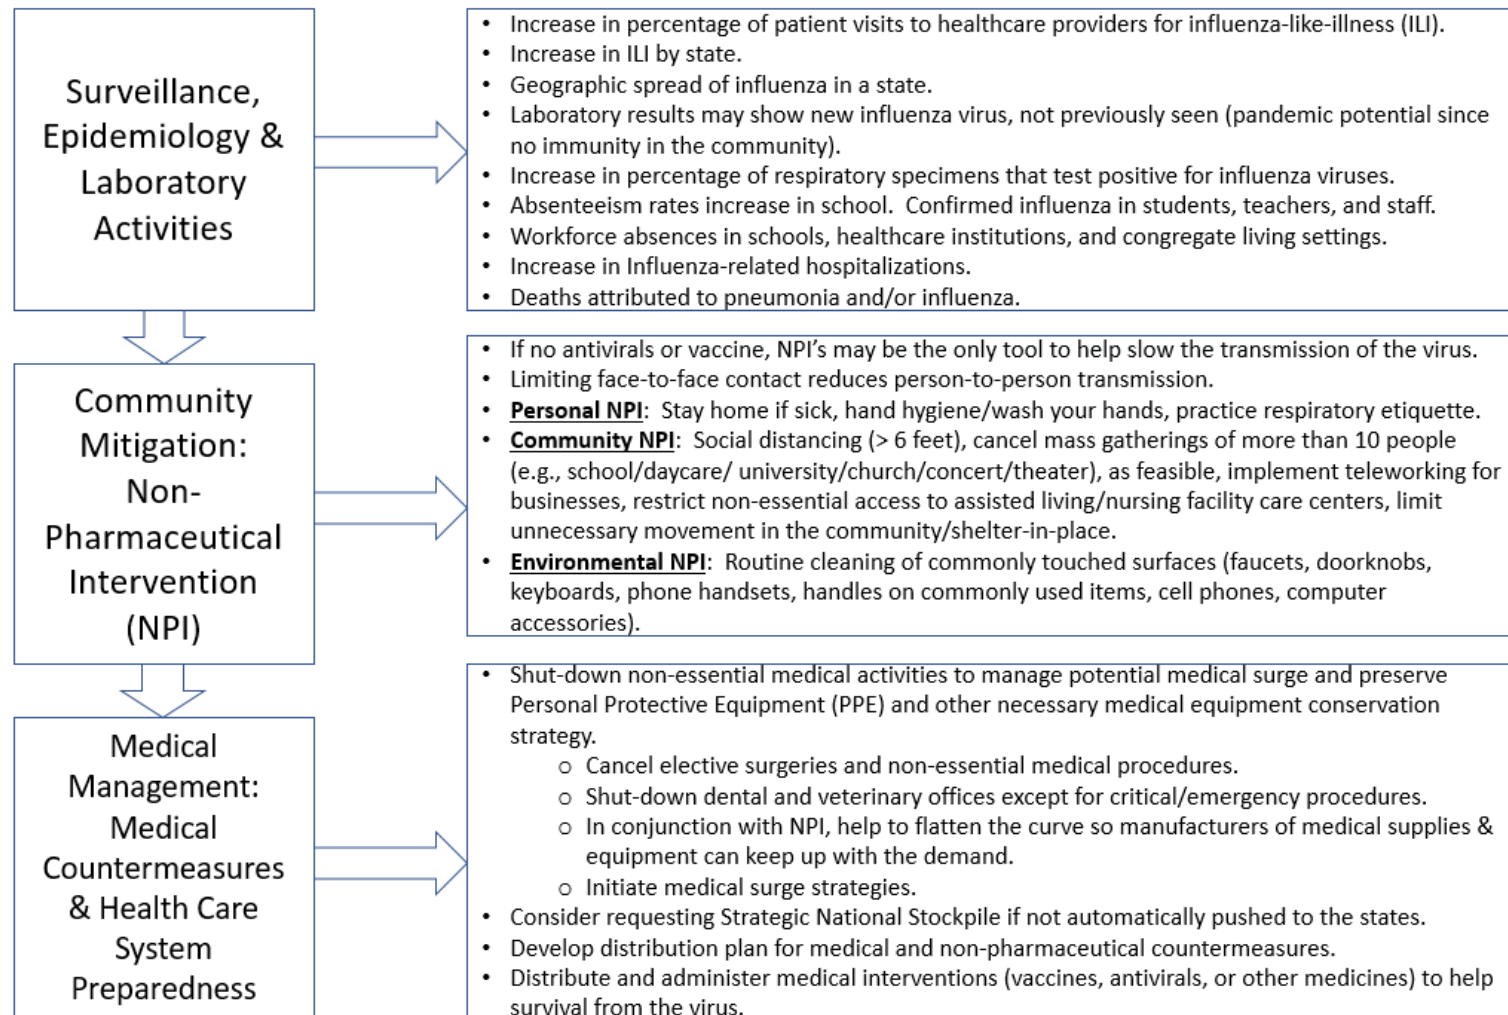 Surveillance,
Epidemiology &
Laboratory
Activities
• Increase in percentage of patient visits to healthcare providers for influenza-like-illness (ILI).
• Increase in ILI by state.
• Geographic spread of influenza in a state.
• Laboratory results may show new influenza virus, not previously seen (pandemic potential since
no immunity in the community).
• Increase in percentage of respiratory specimens that test positive for influenza viruses.
• Absenteeism rates increase in school.  Confirmed influenza in students, teachers, and staff.
• Workforce absences in schools, healthcare institutions, and congregate living settings.
• Increase in Influenza-related hospitalizations.
• Deaths attributed to pneumonia and/or influenza.
Community
Mitigation:
Non-
Pharmaceutical
Intervention
(NPI)
• If no antivirals or vaccine, NPI’s may be the only tool to help slow the transmission of the virus.
• Limiting face-to-face contact reduces person-to-person transmission.
• Personal NPI:  Stay home if sick, hand hygiene/wash your hands, practice respiratory etiquette.
• Community NPI:  Social distancing (> 6 feet), cancel mass gatherings of more than 10 people
(e.g., school/daycare/ university/church/concert/theater), as feasible, implement teleworking for
businesses, restrict non-essential access to assisted living/nursing facility care centers, limit
unnecessary movement in the community/shelter-in-place.
• Environmental NPI:  Routine cleaning of commonly touched surfaces (faucets, doorknobs,
keyboards, phone handsets, handles on commonly used items, cell phones, computer
accessories).
Medical
Management:
Medical
Countermeasures
& Health Care
System
Preparedness
• Shut-down non-essential medical activities to manage potential medical surge and preserve
Personal Protective Equipment (PPE) and other necessary medical equipment conservation
strategy.
o Cancel elective surgeries and non-essential medical procedures.
o Shut-down dental and veterinary offices except for critical/emergency procedures.
o In conjunction with NPI, help to flatten the curve so manufacturers of medical supplies &
equipment can keep up with the demand.
o Initiate medical surge strategies.
• Consider requesting Strategic National Stockpile if not automatically pushed to the states.
• Develop distribution plan for medical and non-pharmaceutical countermeasures.
• Distribute and administer medical interventions (vaccines, antivirals, or other medicines) to help
survival from the virus.